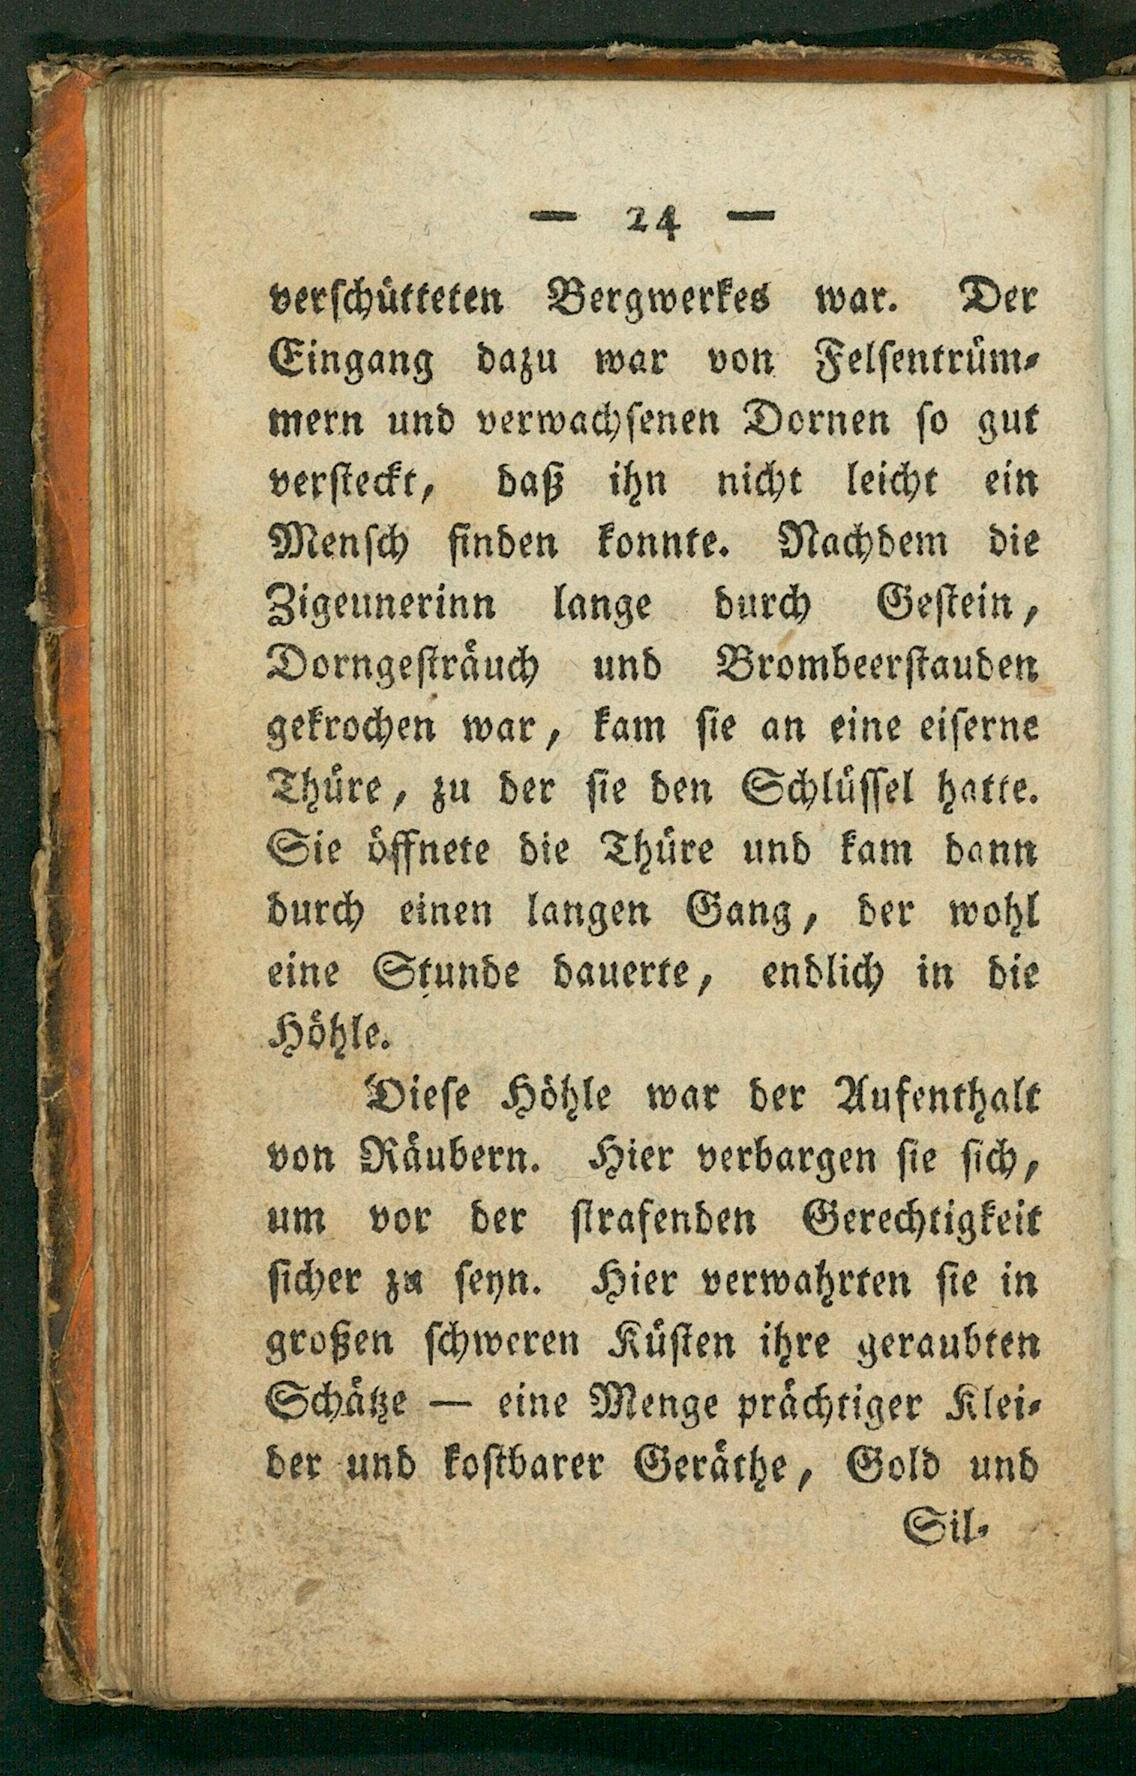 — 24 —
verschütteten Bergwerkes war. Der
Eingang dazu war von Felsentrüm-
mern und verwachsenen Dornen so gut
versteckt, daß ihn nicht leicht ein
Mensch finden konnte. Nachdem die
Zigeunerinn lange durch Gestein,
Dorngesträuch und Brombeerstauden
gekrochen war, kam sie an eine eiserne
Thüre, zu der sie den Schlüssel hatte.
Sie öffnete die Thüre und kam dann
durch einen langen Gang, der wohl
eine Stunde dauerte, endlich in die
Höhle.
Diese Höhle war der Aufenthalt
von Räubern. Hier verbargen sie sich,
um vor der strafenden Gerechtigkeit
sicher zu seyn. Hier verwahrten sie in
großen schweren Küsten ihre geraubten
Schätze — eine Menge prächtiger Klei-
der und kostbarer Geräthe, Gold und
Sil-